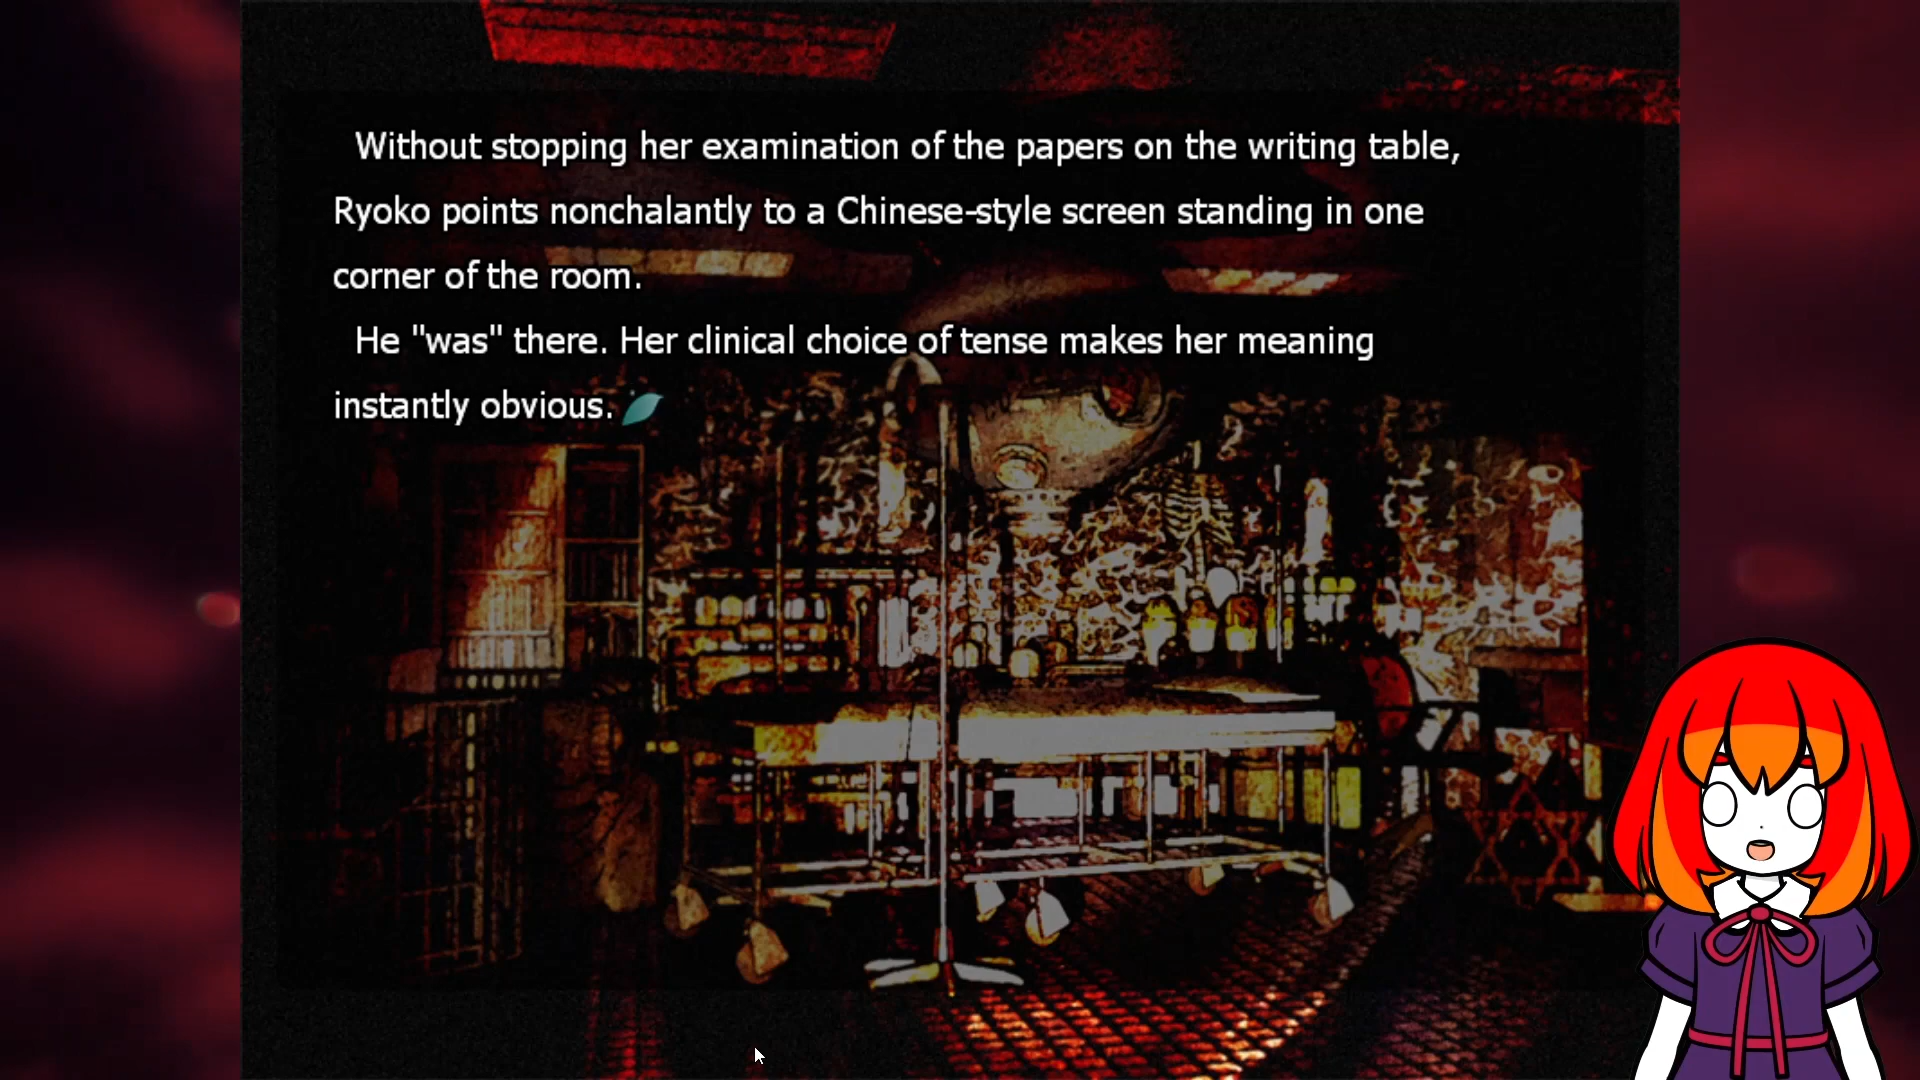 Without stopping her examination of the papers on the writing table,
Ryoko points nonchalantly to a Chinese-style screen standing in one
corner of the room.
He "was" there. Her clinical choice of tense makes her meaning
instantly obvious.